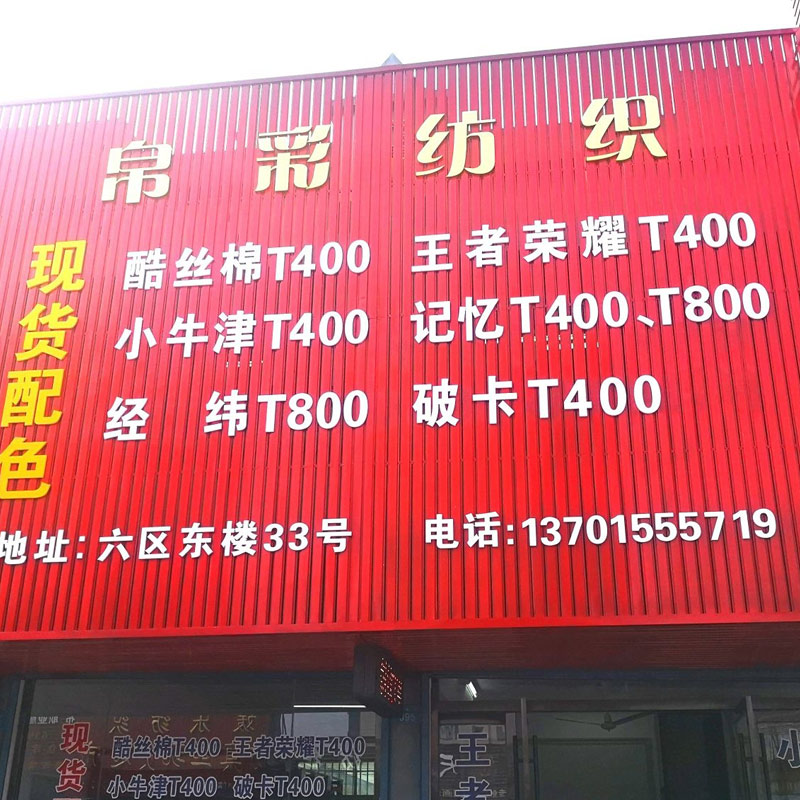 帛彩纺织
现货配色
酷丝棉T400 王者荣耀T400
小牛津T400 记忆T400、T800
经纬T800 破卡T400
地址:六区东楼33号 电话:13701555719
现货
酷丝棉T400 王者荣耀T400
小牛津T400 破卡T400
王者
小